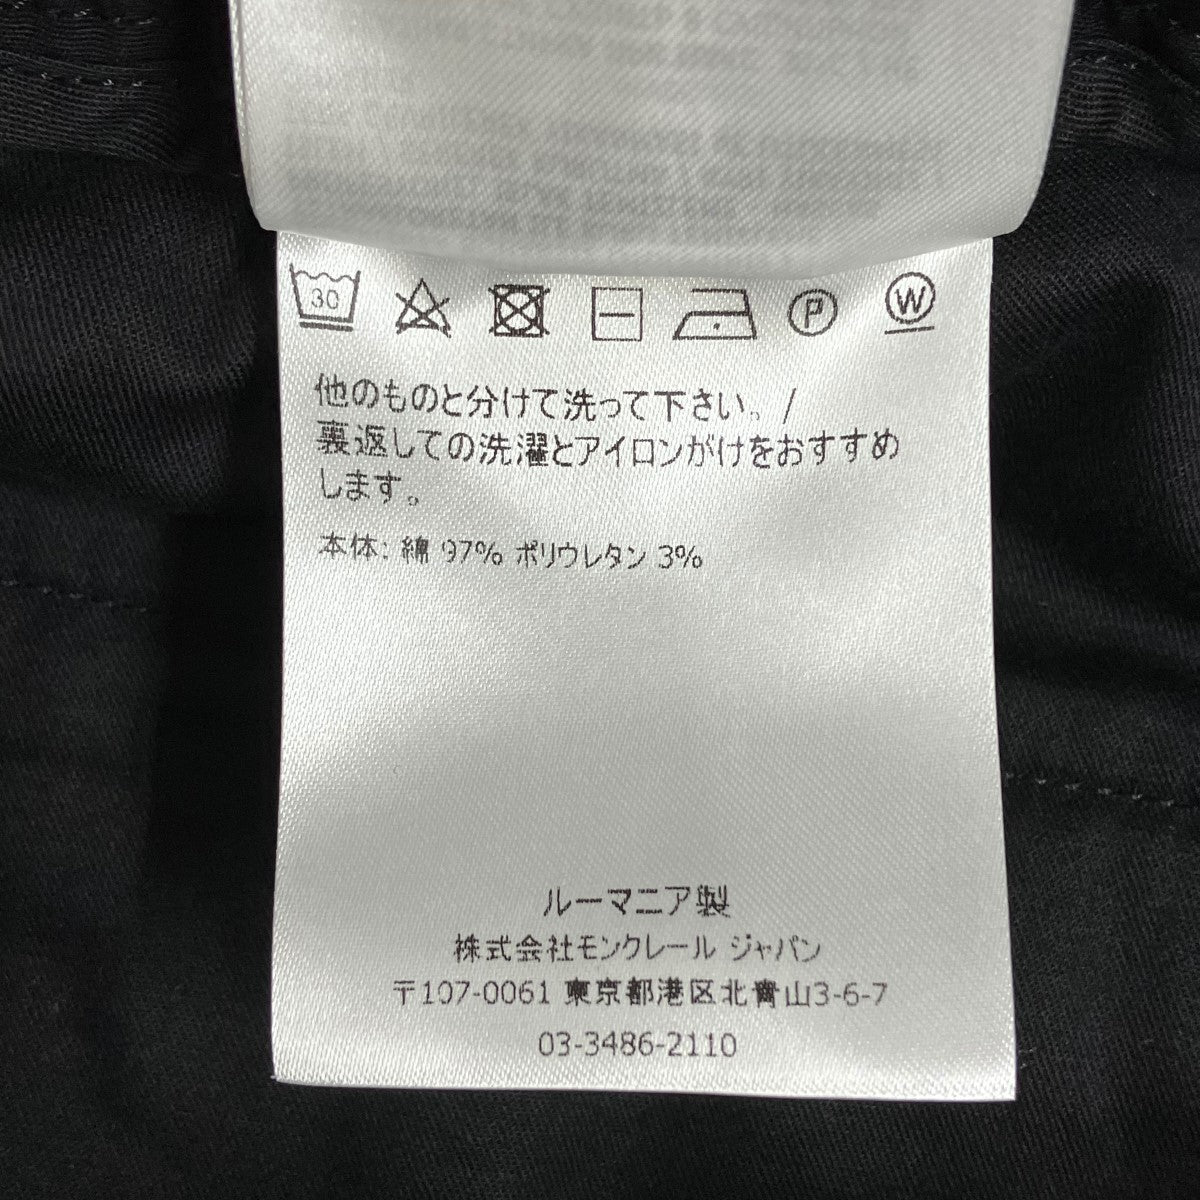 30
P
W
他のものと分けて洗って下さい。/
裏返しての洗濯とアイロンがけをおすすめ
します。
本体: 綿 97% ポリウレタン 3%
ルーマニア製
株式会社モンクレール ジャパン
〒107-0061 東京都港区北青山3-6-7
03-3486-2110